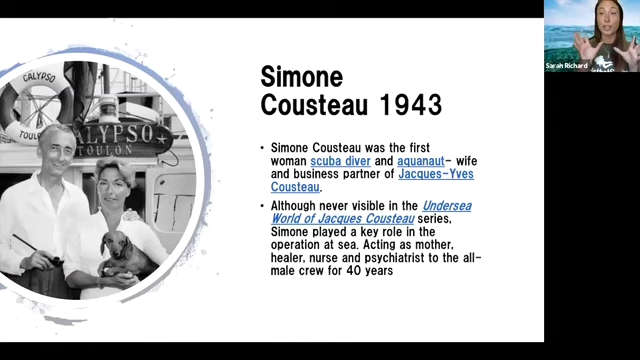 Simone
Cousteau 1943
• Simone Cousteau was the first
woman scuba diver and aquanaut– wife
and business partner of Jacques-Yves
Cousteau.
• Although never visible in the Undersea
World of Jacques Cousteau series,
Simone played a key role in the
operation at sea. Acting as mother,
healer, nurse and psychiatrist to the all-
male crew for 40 years
CALYPSO
TOULON
CALYPSO
TOULON
Sarah Richard